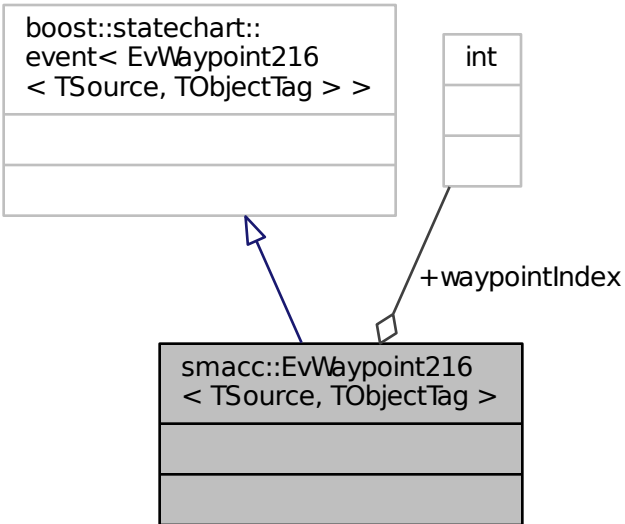 boost::statechart::
event< EvWaypoint216
< TSource, TObjectTag > >
int
+waypointIndex
smacc::EvWaypoint216
< TSource, TObjectTag >